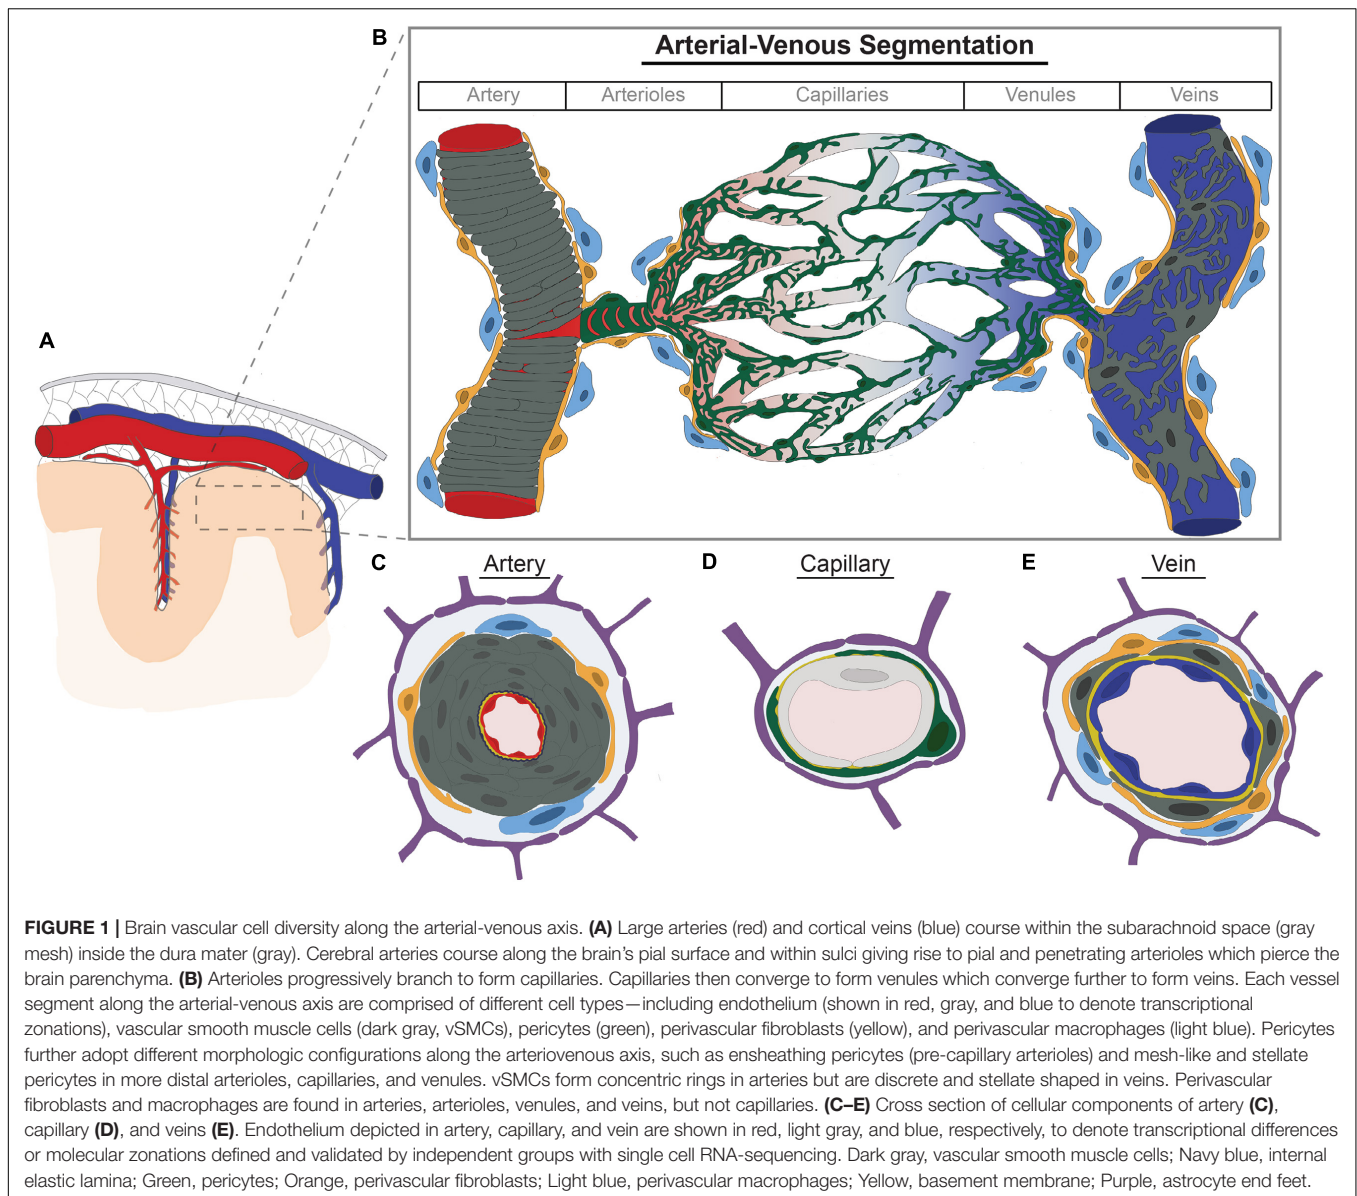 B
Arterial-Venous Segmentation
Artery
Arterioles
Capillaries
Venules
Veins
A
C
Artery
D
Capillary
E
Vein
FIGURE 1 | Brain vascular cell diversity along the arterial-venous axis. (A) Large arteries (red) and cortical veins (blue) course within the subarachnoid space (gray
mesh) inside the dura mater (gray). Cerebral arteries course along the brain's pial surface and within sulci giving rise to pial and penetrating arterioles which pierce the
brain parenchyma. (B) Arterioles progressively branch to form capillaries. Capillaries then converge to form venules which converge further to form veins. Each vessel
segment along the arterial-venous axis are comprised of different cell types—including endothelium (shown in red, gray, and blue to denote transcriptional
zonations), vascular smooth muscle cells (dark gray, vSMCs), pericytes (green), perivascular fibroblasts (yellow), and perivascular macrophages (light blue). Pericytes
further adopt different morphologic configurations along the arteriovenous axis, such as ensheathing pericytes (pre-capillary arterioles) and mesh-like and stellate
pericytes in more distal arterioles, capillaries, and venules. vSMCs form concentric rings in arteries but are discrete and stellate shaped in veins. Perivascular
fibroblasts and macrophages are found in arteries, arterioles, venules, and veins, but not capillaries. (C–E) Cross section of cellular components of artery (C),
capillary (D), and veins (E). Endothelium depicted in artery, capillary, and vein are shown in red, light gray, and blue, respectively, to denote transcriptional differences
or molecular zonations defined and validated by independent groups with single cell RNA-sequencing. Dark gray, vascular smooth muscle cells; Navy blue, internal
elastic lamina; Green, pericytes; Orange, perivascular fibroblasts; Light blue, perivascular macrophages; Yellow, basement membrane; Purple, astrocyte end feet.